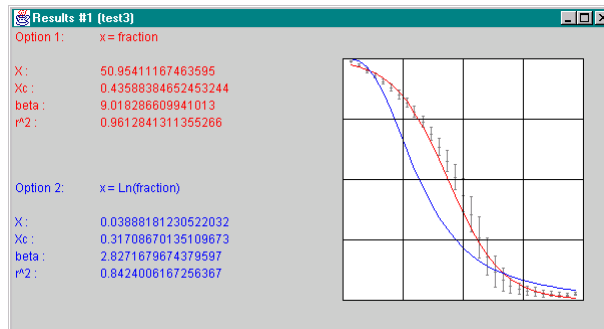 Results #1 (test3)
Option 1: x = fraction
X : 50.95411167463595
Xc : 0.43588384652453244
beta : 9.018286609941013
r^2 : 0.9612841311355266
Option 2: x = Ln(fraction)
X : 0.03888181230522032
Xc : 0.31708670135109673
beta : 2.8271679674379597
r^2 : 0.8424006167256367